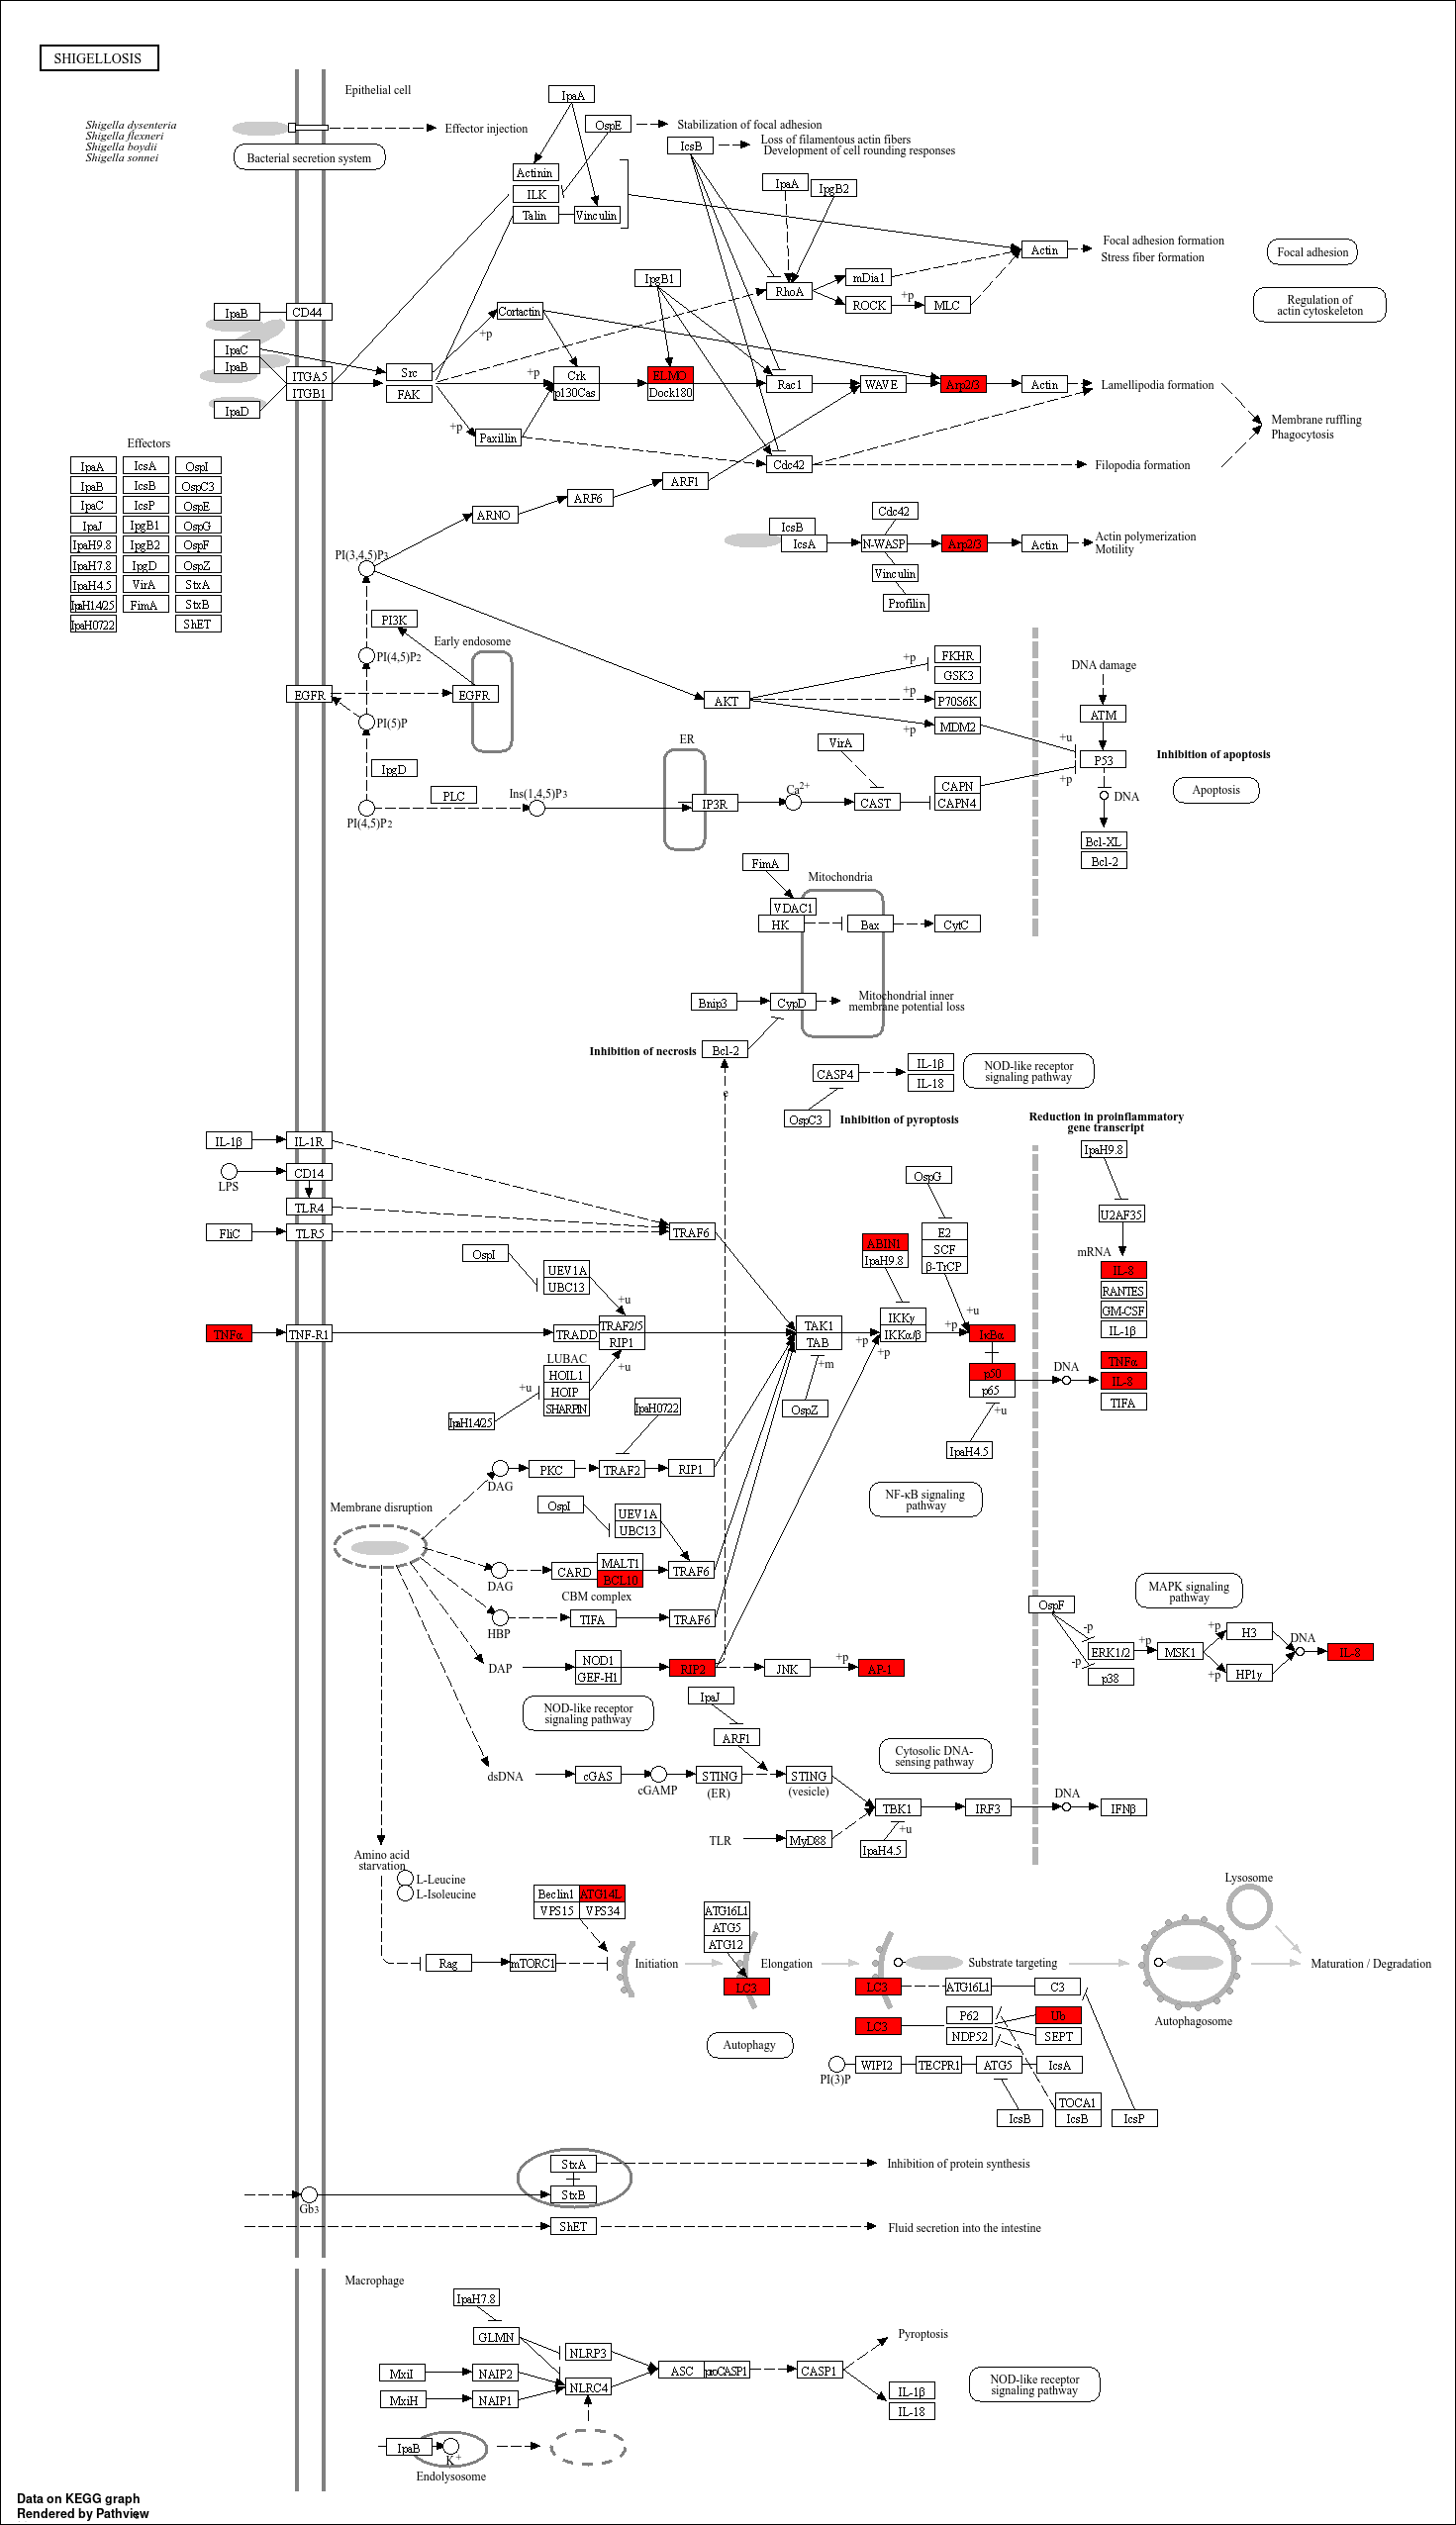 SHIGELLOSIS
Epithelial cell
Shigella dysenteria
Shigella flexneri
Shigella boydii
Shigella sonnei
Bacterial secretion system
Effector injection
IpaA
OspE
Stabilization of focal adhesion
IcsB
Loss of filamentous actin fibers
Development of cell rounding responses
Actinin
ILK
Talin
Vinculin
IpaA
IpgB2
Actin
Focal adhesion formation
Stress fiber formation
Focal adhesion
IpgB1
RhoA
mDia1
ROCK
+p
MLC
Regulation of
actin cytoskeleton
IpaB
CD44
Cortactin
+p
IpaC
IpaB
ITGA5
ITGB1
IpaD
Src
FAK
+p
Crk
p130Cas
ELMO
Dock180
Rac1
WAVE
Arp2/3
Actin
Lamellipodia formation
+p
Paxillin
Cdc42
Filopodia formation
Membrane ruffling
Phagocytosis
Effectors
IpaA
IcsA
OspI
IpaB
IcsB
OspC3
IpaC
IcsP
OspE
IpaJ
IpgB1
OspG
IpaH9.8
IpgB2
OspF
IpaH7.8
IpgD
OspZ
IpaH4.5
VirA
StxA
IpaH1.4/2.5
FimA
StxB
IpaH0722
ShET
ARF1
ARF6
ARNO
PI(3,4,5)P3
Cdc42
IcsB
IcsA
N-WASP
Arp2/3
Actin
Actin polymerization
Motility
Vinculin
Profilin
PI3K
PI(4,5)P2
Early endosome
EGFR
EGFR
PI(5)P
IpgD
PI(4,5)P2
PLC
Ins(1,4,5)P3
AKT
+p
FKHR
GSK3
+p
P70S6K
+p
MDM2
DNA damage
ATM
+u
P53
+p
Inhibition of apoptosis
Apoptosis
DNA
Bcl-XL
Bcl-2
ER
IP3R
Ca2+
VirA
CAST
CAPN
CAPN4
FimA
Mitochondria
VDAC1
HK
Bax
CytC
Bnip3
CypD
Mitochondrial inner
membrane potential loss
Inhibition of necrosis
Bcl-2
e
CASP4
IL-1β
IL-18
NOD-like receptor
signaling pathway
OspC3
Inhibition of pyroptosis
Reduction in proinflammatory
gene transcript
IL-1β
IL-1R
LPS
CD14
TLR4
FliC
TLR5
TRAF6
IpaH9.8
U2AF35
mRNA
IL-8
RANTES
GM-CSF
IL-1β
OspG
E2
SCF
β-TrCP
+u
ABIN1
IpaH9.8
OspI
UEV1A
UBC13
+u
TNFα
TNF-R1
TRADD
TRAF2/5
RIP1
+u
LUBAC
HOIL1
HOIP
SHARPIN
+u
IpaH1.4/2.5
TAK1
TAB
+m
OspZ
+p
+p
IKKγ
IKKα/β
+p
IκBα
p50
p65
+u
IpaH4.5
DNA
TNFα
IL-8
TIFA
IpaH0722
DAG
PKC
TRAF2
RIP1
NF-κB signaling
pathway
Membrane disruption
OspI
UEV1A
UBC13
DAG
CARD
MALT1
BCL10
CBM complex
TRAF6
HBP
TIFA
TRAF6
DAP
NOD1
GEF-H1
RIP2
JNK
+p
AP-1
NOD-like receptor
signaling pathway
MAPK signaling
pathway
OspF
-p
-p
ERK1/2
p38
+p
MSK1
+p
+p
H3
HP1γ
DNA
IL-8
IpaJ
ARF1
dsDNA
cGAS
cGAMP
STING
(ER)
STING
(vesicle)
Cytosolic DNA-
sensing pathway
TBK1
IRF3
DNA
IFNβ
TLR
MyD88
+u
IpaH4.5
Amino acid
starvation
L-Leucine
L-Isoleucine
Beclin1
ATG14L
VPS15
VPS34
Rag
mTORC1
Initiation
ATG16L1
ATG5
ATG12
LC3
Elongation
Substrate targeting
Lysosome
Autophagosome
Maturation / Degradation
LC3
ATG16L1
C3
LC3
P62
NDP52
Ub
SEPT
Autophagy
PI(3)P
WIPI2
TECPR1
ATG5
IcsA
IcsB
TOCA1
IcsB
IcsP
StxA
StxB
Inhibition of protein synthesis
Gb3
ShET
Fluid secretion into the intestine
Macrophage
IpaH7.8
GLMN
NLRP3
MxiI
NAIP2
MxiH
NAIP1
NLRC4
ASC
proCASP1
CASP1
Pyroptosis
IL-1β
IL-18
NOD-like receptor
signaling pathway
IpaB
K+
Endolysosome
Data on KEGG graph
Rendered by Pathview